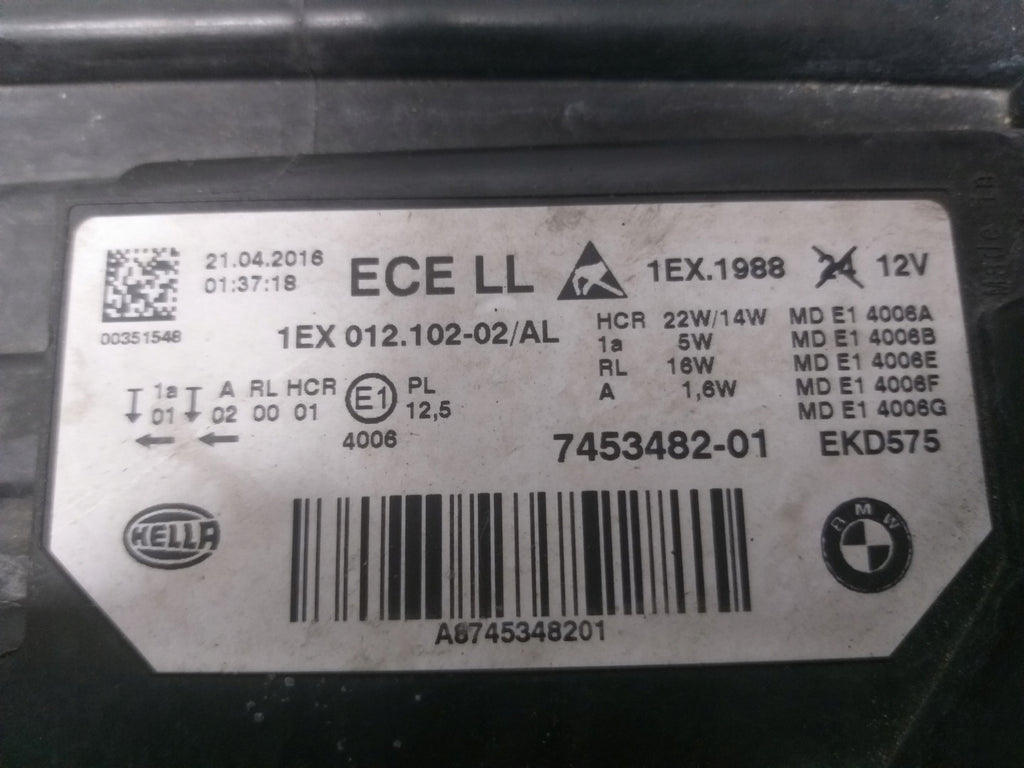 21.04.2016
01:37:18
00351548
ECE LL
1EX.1988
24 12V
1EX 012.102-02/AL
HCR 22W/14W
1a 5W
RL 16W
A 1,6W
MD E1 4006A
MD E1 4006B
MD E1 4006E
MD E1 4006F
MD E1 4006G
1a A RL HCR
01 02 00 01
E1
4006
PL
12,5
7453482-01
EKD575
HELLA
BMW
A8745348201